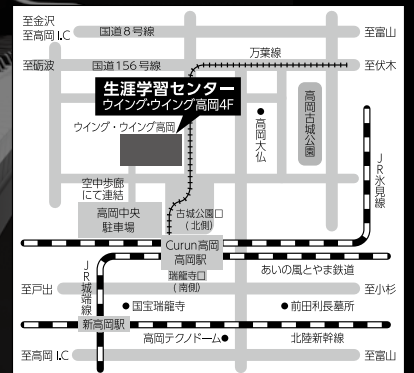 至金沢
至高岡I.C
国道8号線
至富山
万葉線
至砺波
国道156号線
至伏木
生涯学習センター
ウイング・ウイング高岡4F
ウイング・ウイング高岡
高岡大仏
高岡古城公園
JR氷見線
空中歩廊
にて連結
高岡中央
駐車場
古城公園口
(北側)
Curun高岡
高岡駅
JR城端線
瑞龍寺口
(南側)
あいの風とやま鉄道
至戸出
至小杉
国宝瑞龍寺
前田利長墓所
新高岡駅
高岡テクノドーム
北陸新幹線
至高岡I.C
至富山